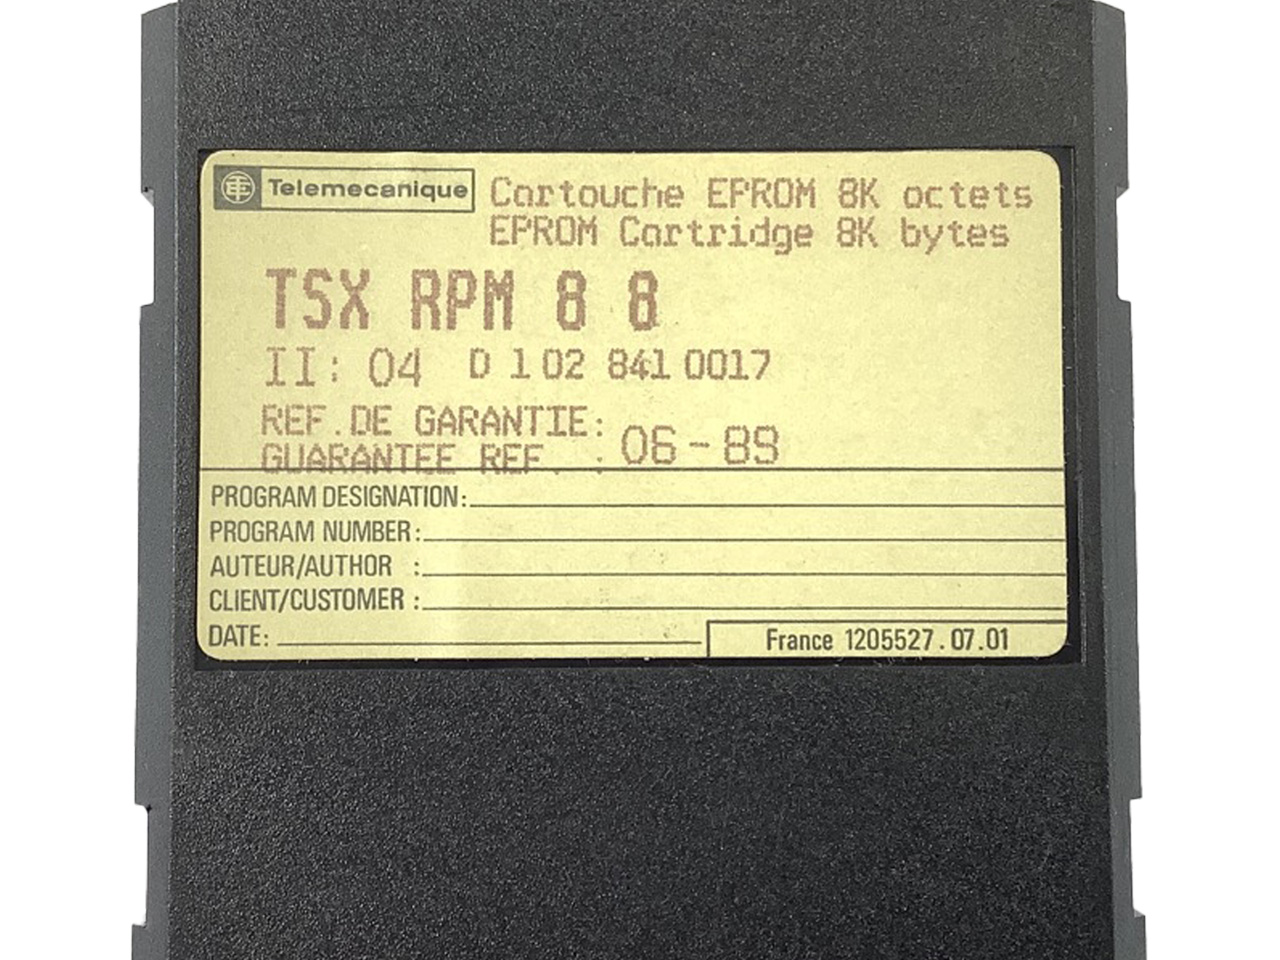 Telemecanique
Cartouche EPROM 8K octets
EPROM Cartridge 8K bytes
TSX RPM 8 8
II: 04 D 1 02 841 0017
REF.DE GARANTIE:
GUARANTEE REF. : 06-89
PROGRAM DESIGNATION:
PROGRAM NUMBER:
AUTEUR/AUTHOR :
CLIENT/CUSTOMER :
DATE:
France 1205527.07.01